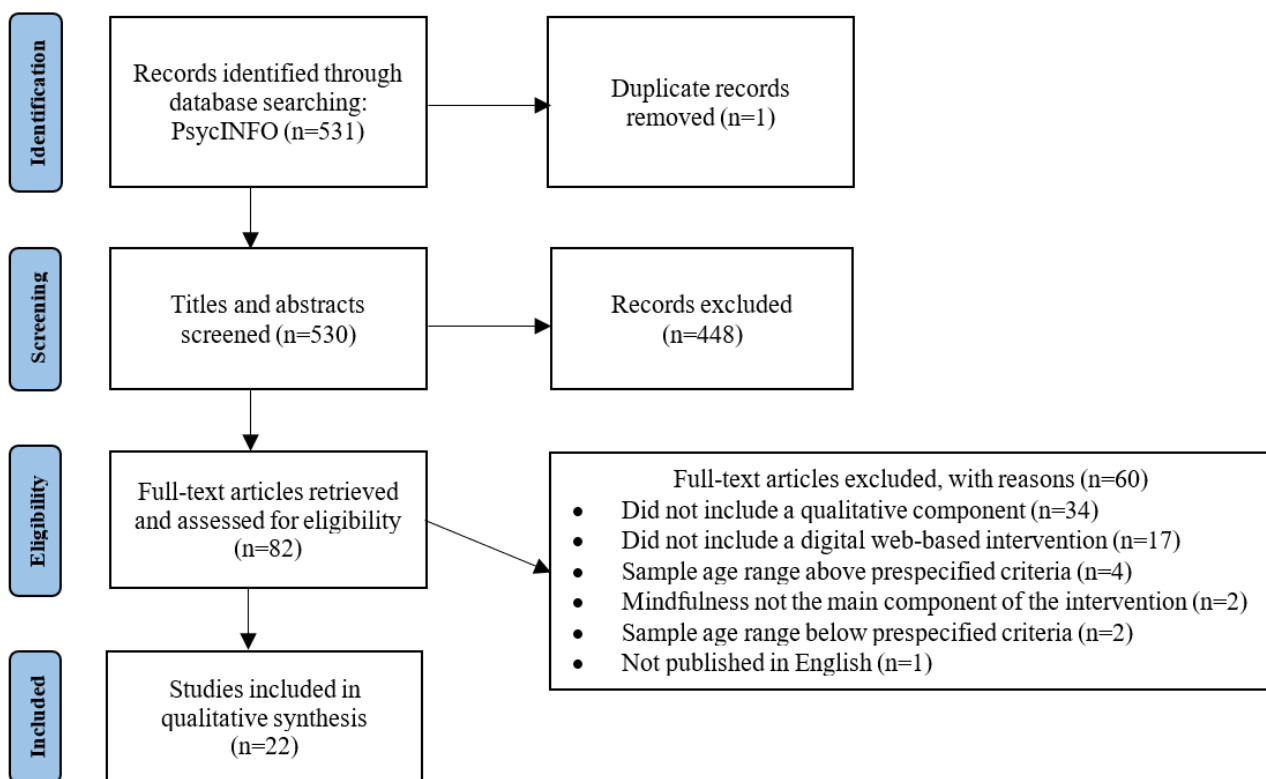 Identification
Records identified through
database searching:
PsycINFO (n=531)
Duplicate records
removed (n=1)
Screening
Titles and abstracts
screened (n=530)
Records excluded
(n=448)
Eligibility
Full-text articles retrieved
and assessed for eligibility
(n=82)
Full-text articles excluded, with reasons (n=60)
• Did not include a qualitative component (n=34)
• Did not include a digital web-based intervention (n=17)
• Sample age range above prespecified criteria (n=4)
• Mindfulness not the main component of the intervention (n=2)
• Sample age range below prespecified criteria (n=2)
• Not published in English (n=1)
Included
Studies included in
qualitative synthesis
(n=22)